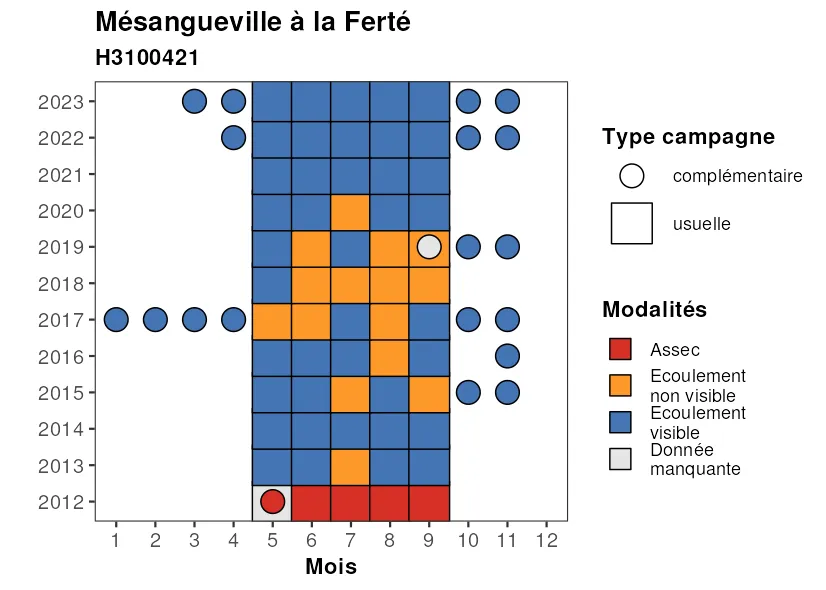 Mésangueville à la Ferté
H3100421
2023
2022
2021
2020
2019
2018
2017
2016
2015
2014
2013
2012
1 2 3 4 5 6 7 8 9 10 11 12
Mois
Type campagne
complémentaire
usuelle
Modalités
Assec
Ecoulement
non visible
Ecoulement
visible
Donnée
manquante